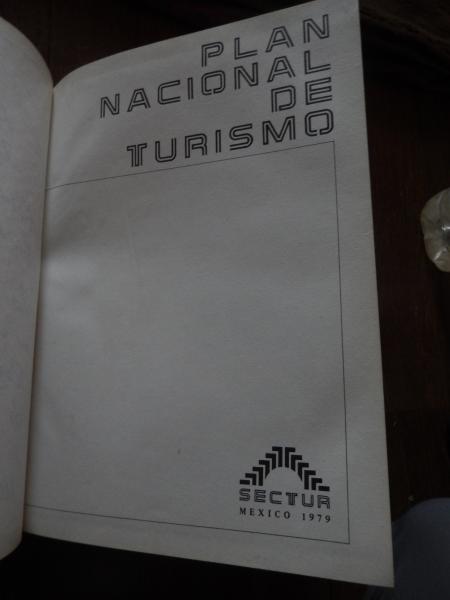 PLAN
NACIONAL
DE
TURISMO
SECTUR
MEXICO 1979